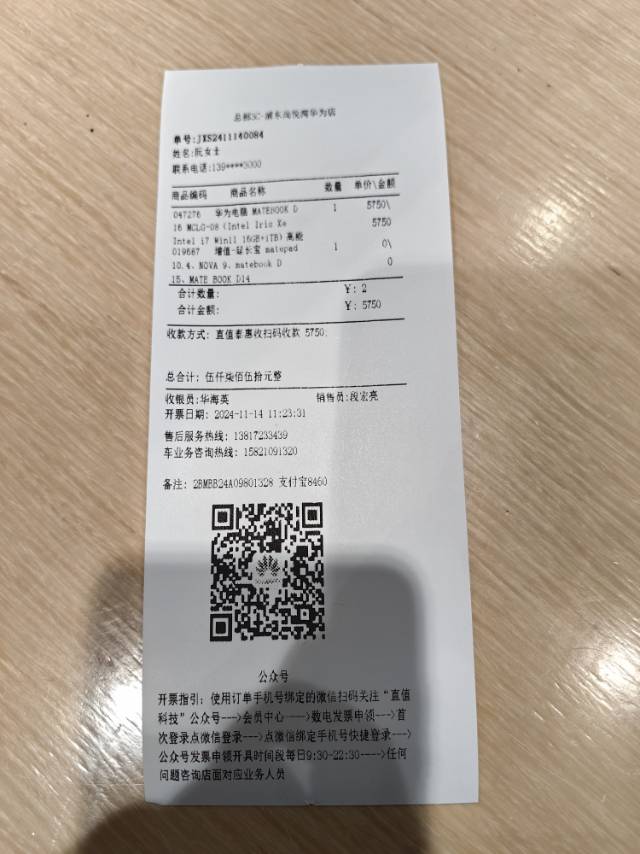 总部3C-浦东尚悦湾华为店
单号:JXS2411140084
姓名:阮女士
联系电话:139****3000
商品编码 商品名称 数量 单价\金额
047276 华为电脑 MATEBOOK D 1 5750\
16 MCLG-08（Intel Iris Xe 5750
Intel i7 Win11 16GB+1TB）高能
019667 增值-延长宝 matepad 1 0\
10.4、NOVA 9、matebook D 0
15、MATE BOOK D14
合计数量: ￥: 2
合计金额: ￥: 5750
收款方式: 直值泰惠收扫码收款 5750.
总合计: 伍仟柒佰伍拾元整
收银员:华海英 销售员:段宏亮
开票日期: 2024-11-14 11:23:31
售后服务热线: 13817233439
车业务咨询热线: 15821091320
备注: 2BMBB24A09801328 支付宝8460
公众号
开票指引: 使用订单手机号绑定的微信扫码关注“直值
科技”公众号--->会员中心--->数电发票申领--->首
次登录点微信登录--->点微信绑定手机号快捷登录--->
公众号发票申领开具时间段每日9:30-22:30---->任何
问题咨询店面对应业务人员